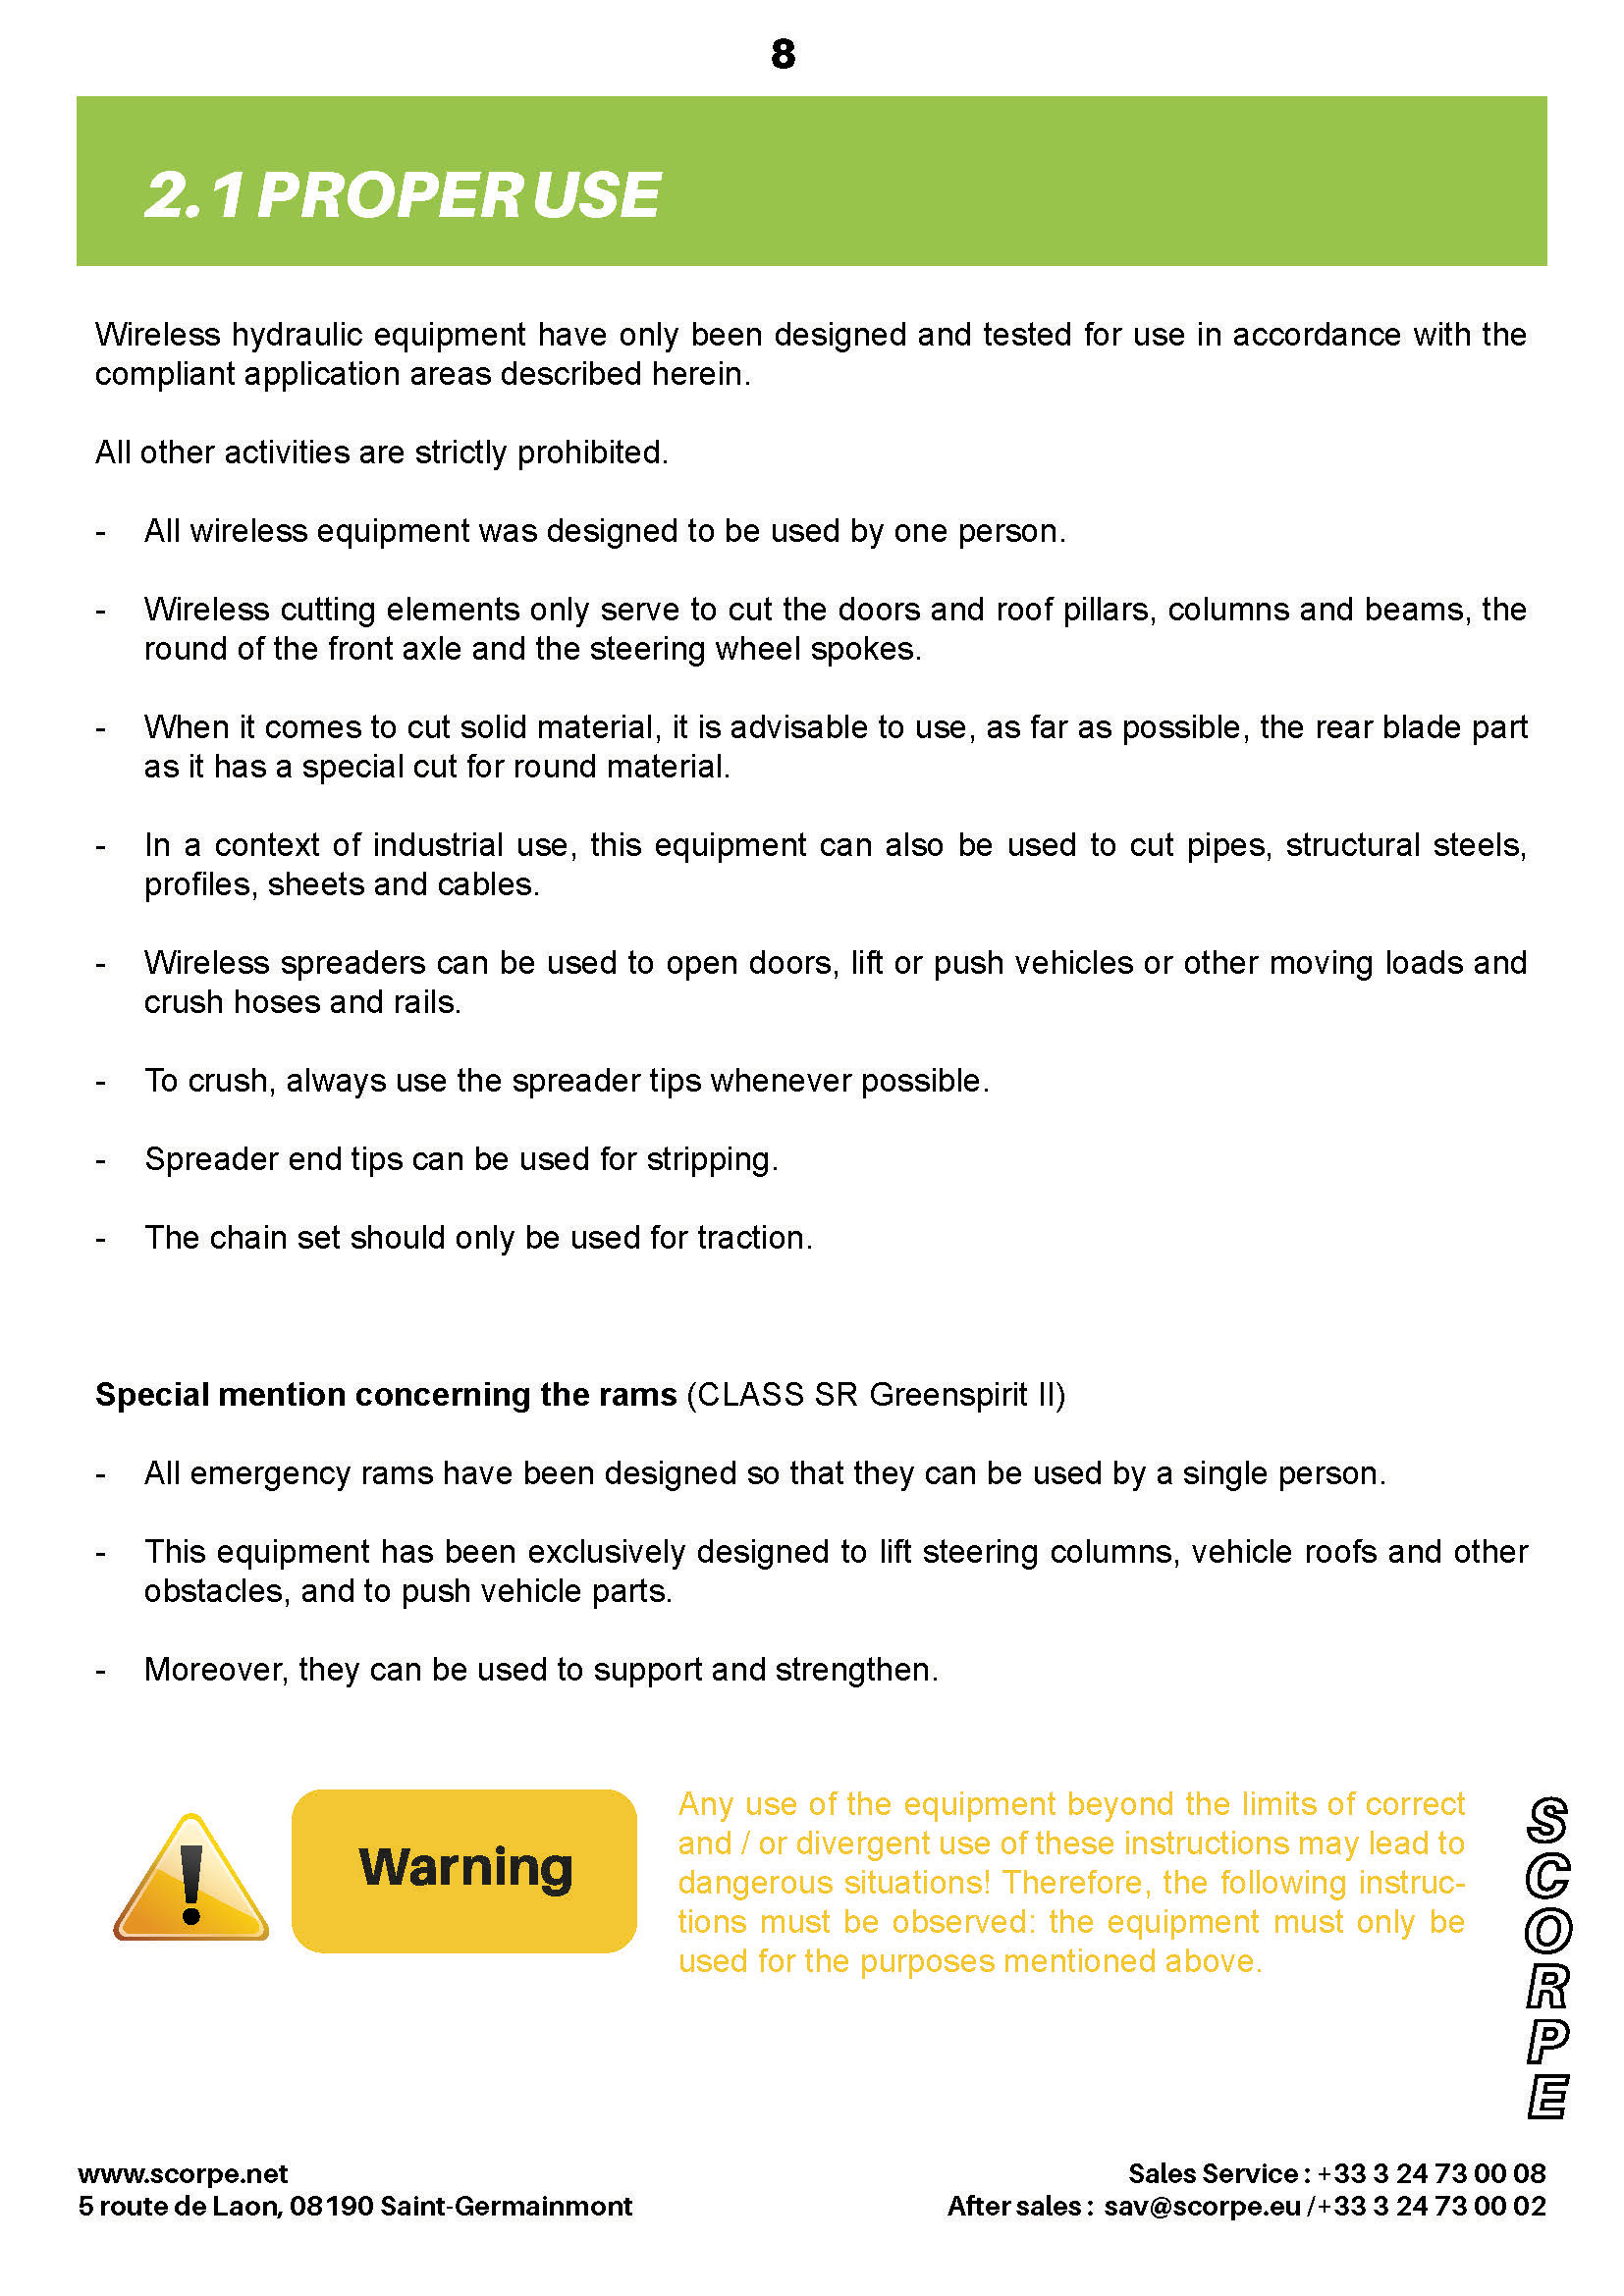 8
2.1 PROPER USE
Wireless hydraulic equipment have only been designed and tested for use in accordance with the
compliant application areas described herein.
All other activities are strictly prohibited.
- All wireless equipment was designed to be used by one person.
- Wireless cutting elements only serve to cut the doors and roof pillars, columns and beams, the
round of the front axle and the steering wheel spokes.
- When it comes to cut solid material, it is advisable to use, as far as possible, the rear blade part
as it has a special cut for round material.
- In a context of industrial use, this equipment can also be used to cut pipes, structural steels,
profiles, sheets and cables.
- Wireless spreaders can be used to open doors, lift or push vehicles or other moving loads and
crush hoses and rails.
- To crush, always use the spreader tips whenever possible.
- Spreader end tips can be used for stripping.
- The chain set should only be used for traction.
Special mention concerning the rams (CLASS SR Greenspirit II)
- All emergency rams have been designed so that they can be used by a single person.
- This equipment has been exclusively designed to lift steering columns, vehicle roofs and other
obstacles, and to push vehicle parts.
- Moreover, they can be used to support and strengthen.
!
Warning
Any use of the equipment beyond the limits of correct
and / or divergent use of these instructions may lead to
dangerous situations! Therefore, the following instruc-
tions must be observed: the equipment must only be
used for the purposes mentioned above.
SCORPE
www.scorpe.net
5 route de Laon, 08190 Saint-Germainmont
Sales Service : +33 3 24 73 00 08
After sales : sav@scorpe.eu /+33 3 24 73 00 02